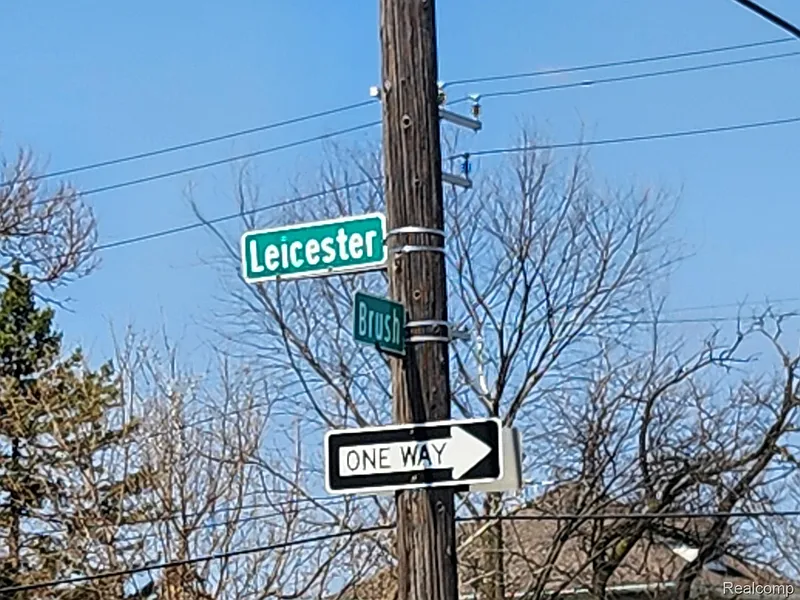 Leicester
Brush
ONE WAY
Realcomp